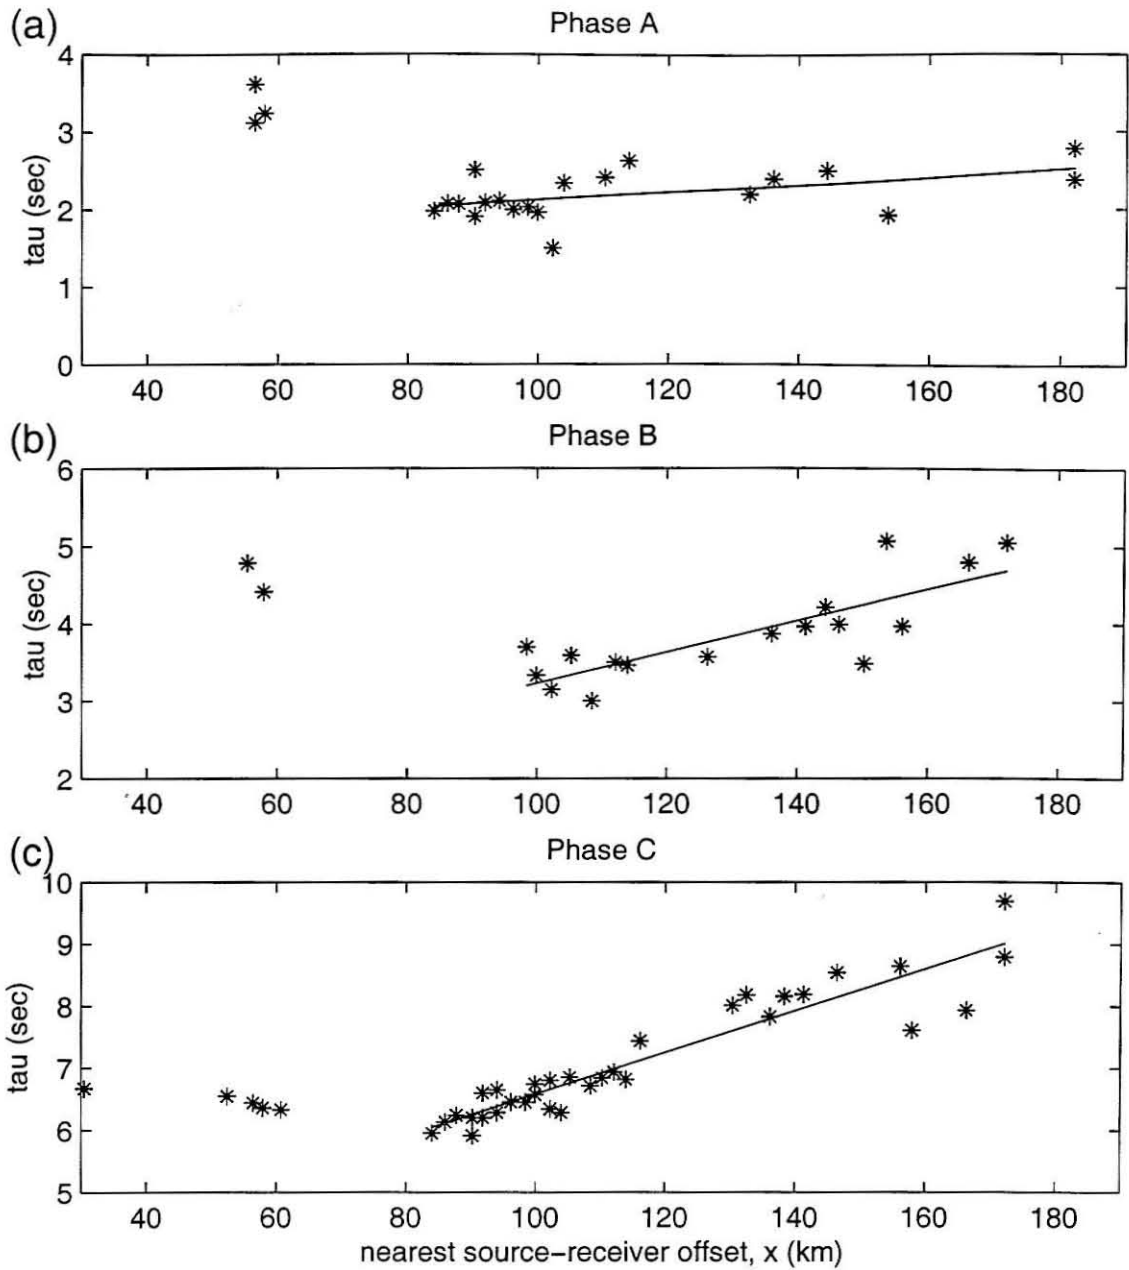 (a)
Phase A
4
3
2
1
0
tau (sec)
40 60 80 100 120 140 160 180
(b)
Phase B
6
5
4
3
2
tau (sec)
40 60 80 100 120 140 160 180
(c)
Phase C
10
9
8
7
6
5
tau (sec)
40 60 80 100 120 140 160 180
nearest source−receiver offset, x (km)